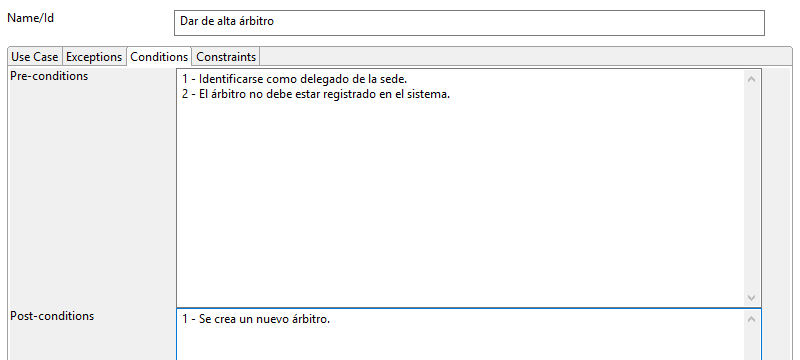 Name/Id
Dar de alta árbitro
Use Case
Exceptions
Conditions
Constraints
Pre-conditions
1 - Identificarse como delegado de la sede.
2 - El árbitro no debe estar registrado en el sistema.
Post-conditions
1 - Se crea un nuevo árbitro.